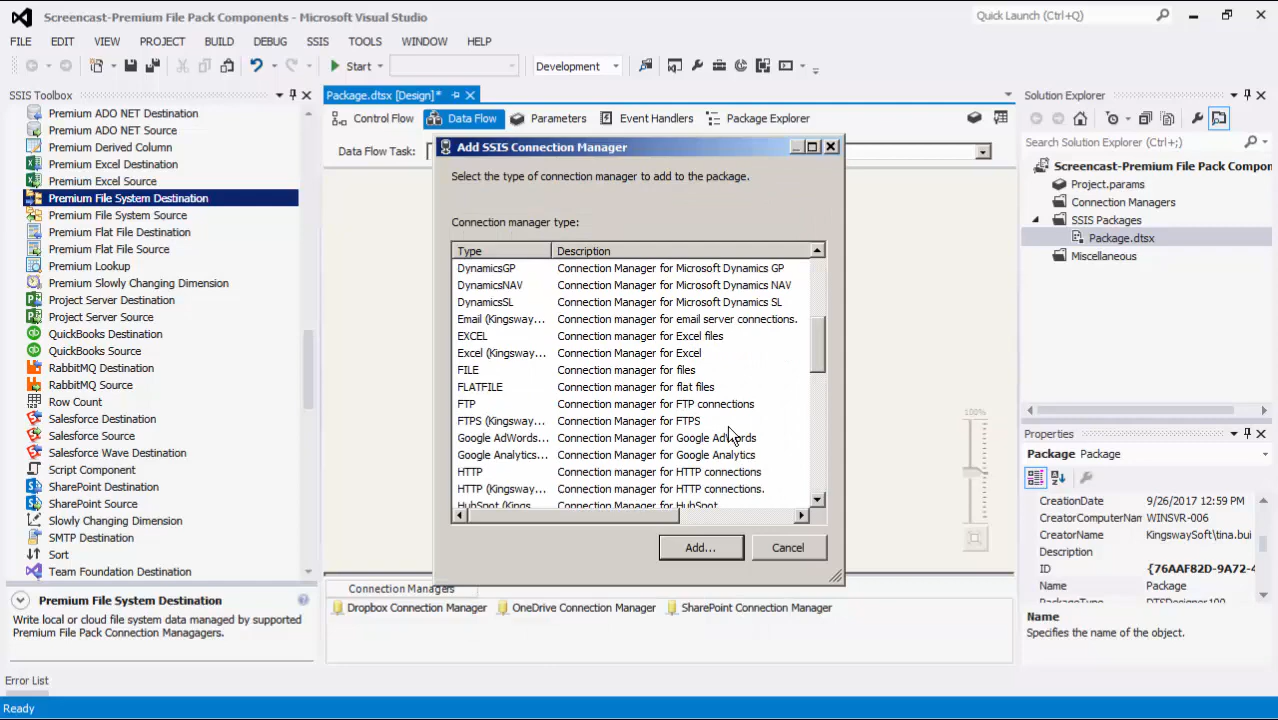 Screencast-Premium File Pack Components - Microsoft Visual Studio
Quick Launch (Ctrl+Q)
FILE EDIT VIEW PROJECT BUILD DEBUG SSIS TOOLS WINDOW HELP
Start Development
SSIS Toolbox
Premium ADO NET Destination
Premium ADO NET Source
Premium Derived Column
Premium Excel Destination
Premium Excel Source
Premium File System Destination
Premium File System Source
Premium Flat File Destination
Premium Flat File Source
Premium Lookup
Premium Slowly Changing Dimension
Project Server Destination
Project Server Source
QuickBooks Destination
QuickBooks Source
RabbitMQ Destination
RabbitMQ Source
Row Count
Salesforce Destination
Salesforce Source
Salesforce Wave Destination
Script Component
SharePoint Destination
SharePoint Source
Slowly Changing Dimension
SMTP Destination
Sort
Team Foundation Destination
Premium File System Destination
Write local or cloud file system data managed by supported
Premium File Pack Connection Managagers.
Package.dtsx [Design]*
Control Flow Data Flow Parameters Event Handlers Package Explorer
Data Flow Task:
Add SSIS Connection Manager
Select the type of connection manager to add to the package.
Connection manager type:
Type Description
DynamicsGP Connection Manager for Microsoft Dynamics GP
DynamicsNAV Connection Manager for Microsoft Dynamics NAV
DynamicsSL Connection Manager for Microsoft Dynamics SL
Email (Kingsway... Connection Manager for email server connections.
EXCEL Connection Manager for Excel files
Excel (Kingsway... Connection Manager for Excel
FILE Connection manager for files
FLATFILE Connection manager for flat files
FTP Connection manager for FTP connections
FTPS (Kingsway... Connection Manager for FTPS
Google AdWords... Connection Manager for Google AdWords
Google Analytics... Connection Manager for Google Analytics
HTTP Connection manager for HTTP connections
HTTP (Kingsway... Connection manager for HTTP connections.
HubSpot (Kings... Connection Manager for HubSpot
Add... Cancel
100%
Connection Managers
Dropbox Connection Manager OneDrive Connection Manager SharePoint Connection Manager
Solution Explorer
Search Solution Explorer (Ctrl+;)
Screencast-Premium File Pack Compon
Project.params
Connection Managers
SSIS Packages
Package.dtsx
Miscellaneous
Properties
Package Package
CreationDate 9/26/2017 12:59 PM
CreatorComputerNam WINSVR-006
CreatorName KingswaySoft\tina.bui
Description
ID {76AAF82D-9A72-4
Name Package
PackageType DTSDesigner100
Name
Specifies the name of the object.
Error List
Ready